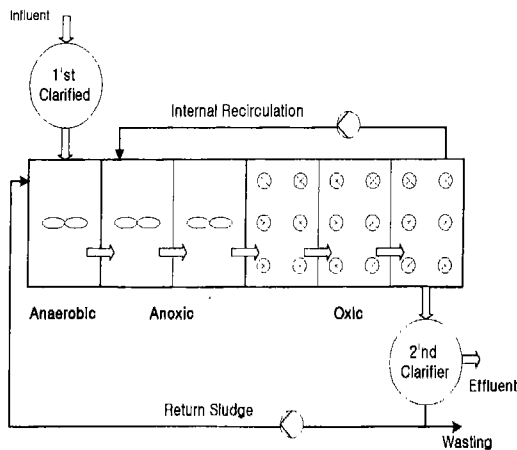 Influent
1'st
Clarified
Internal Recirculation
Anaerobic
Anoxic
Oxic
2'nd
Clarifier
Effluent
Return Sludge
Wasting